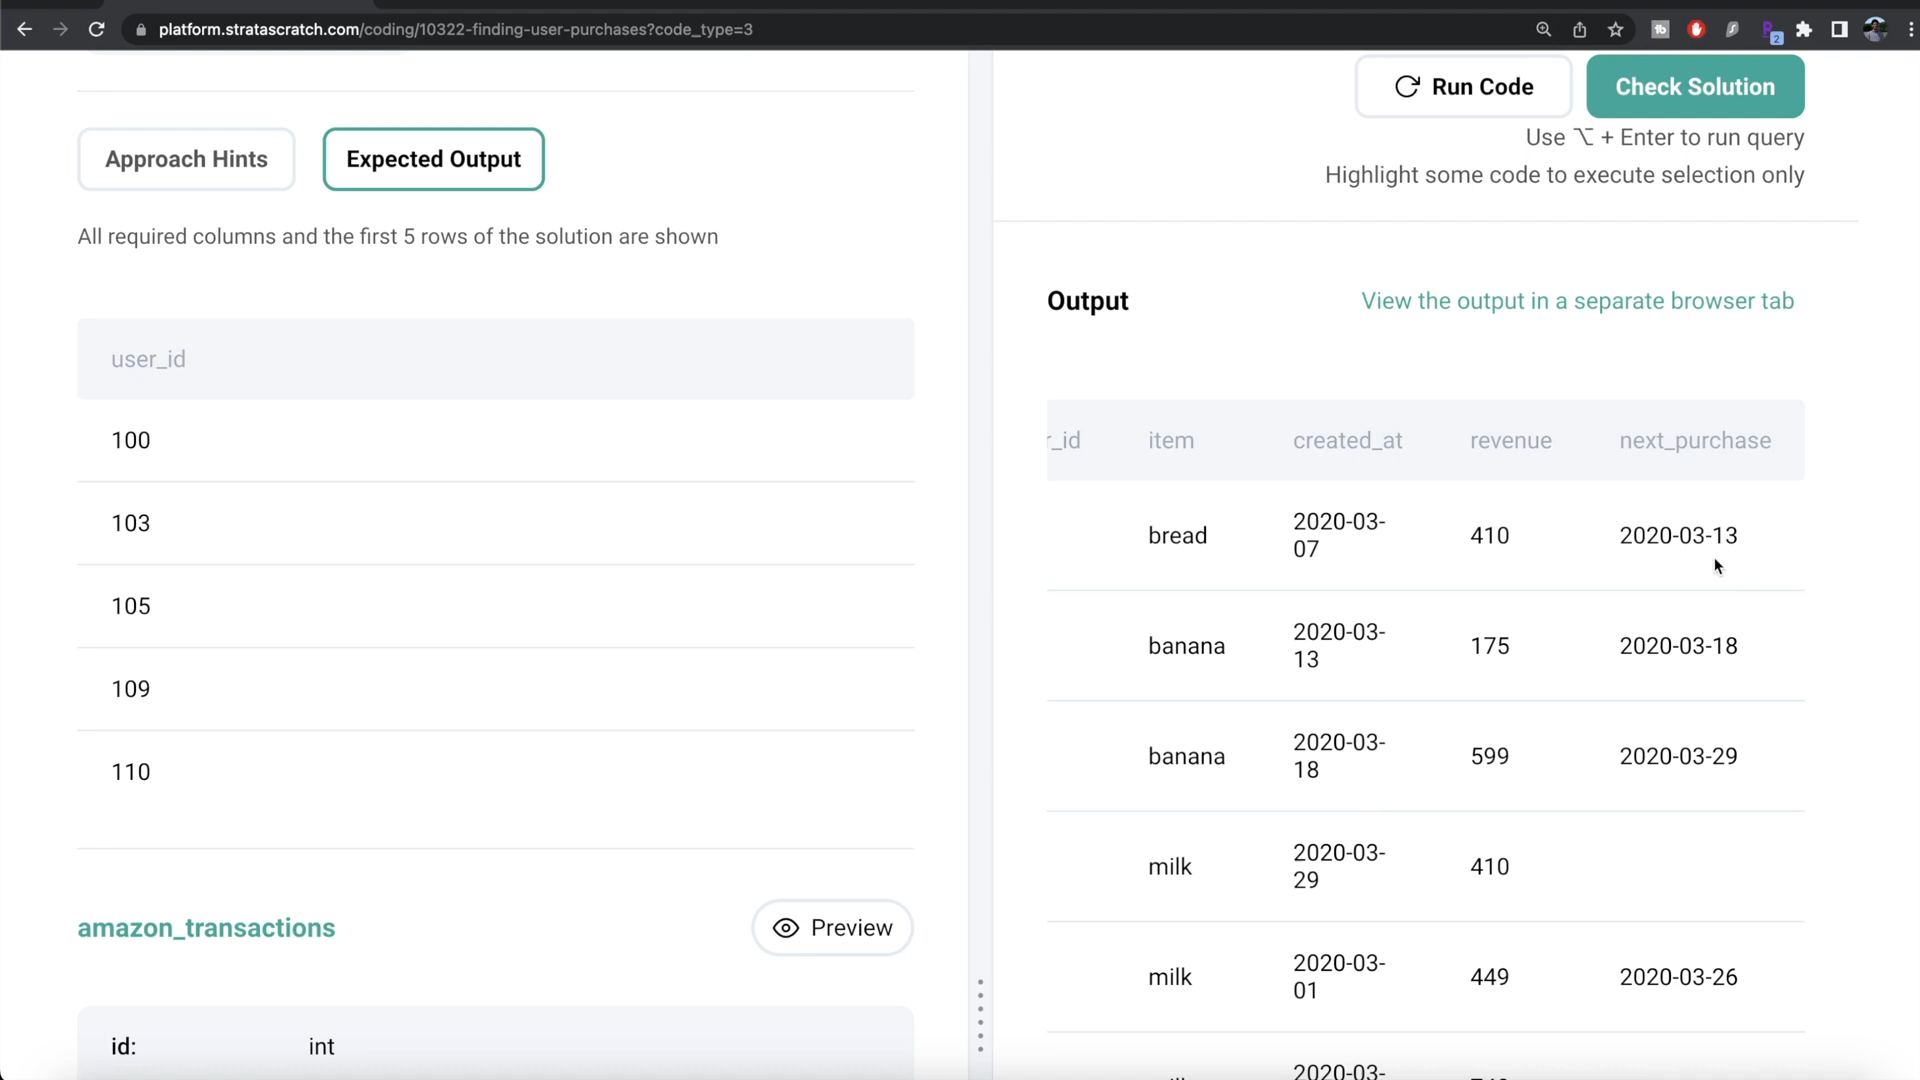 platform.stratascratch.com/coding/10322-finding-user-purchases?code_type=3
2
Approach Hints
Expected Output
All required columns and the first 5 rows of the solution are shown
user_id
100
103
105
109
110
amazon_transactions
Preview
id: int
Run Code
Check Solution
Use ⌥ + Enter to run query
Highlight some code to execute selection only
Output
View the output in a separate browser tab
r_id item created_at revenue next_purchase
bread 2020-03-07 410 2020-03-13
banana 2020-03-13 175 2020-03-18
banana 2020-03-18 599 2020-03-29
milk 2020-03-29 410
milk 2020-03-01 449 2020-03-26
2020-03-